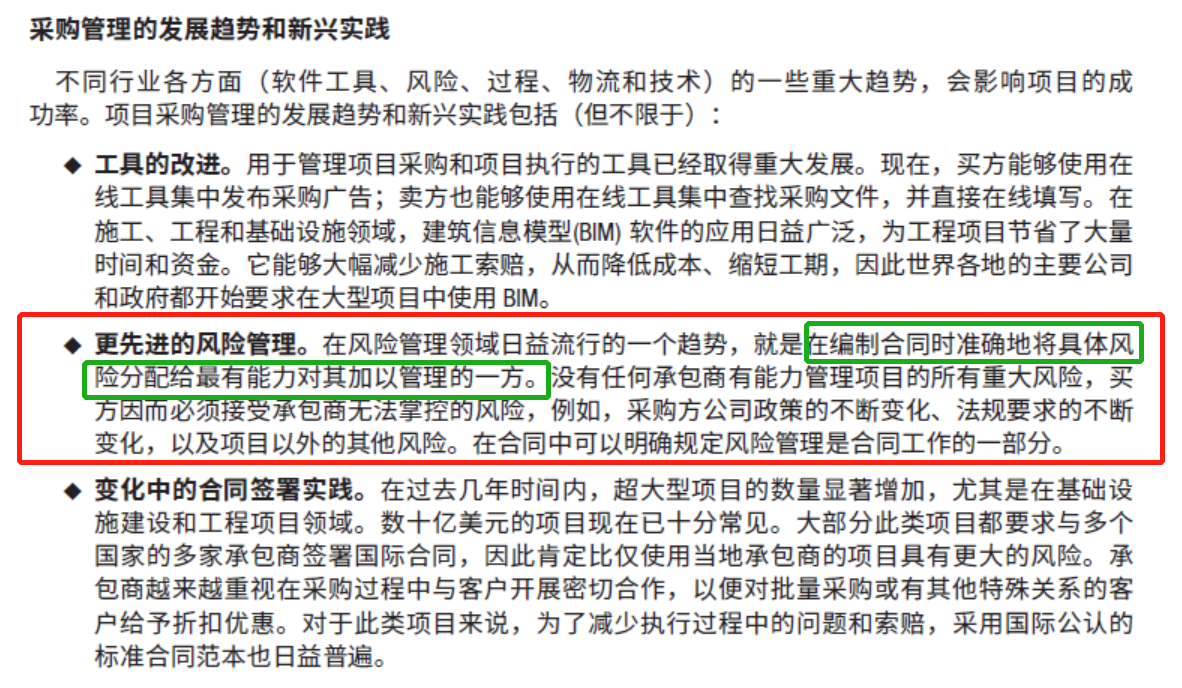 采购管理的发展趋势和新兴实践
不同行业各方面（软件工具、风险、过程、物流和技术）的一些重大趋势，会影响项目的成
功率。项目采购管理的发展趋势和新兴实践包括（但不限于）：
◆ 工具的改进。用于管理项目采购和项目执行的工具已经取得重大发展。现在，买方能够使用在
线工具集中发布采购广告；卖方也能够使用在线工具集中查找采购文件，并直接在线填写。在
施工、工程和基础设施领域，建筑信息模型(BIM) 软件的应用日益广泛，为工程项目节省了大量
时间和资金。它能够大幅减少施工索赔，从而降低成本、缩短工期，因此世界各地的主要公司
和政府都开始要求在大型项目中使用 BIM。
◆ 更先进的风险管理。在风险管理领域日益流行的一个趋势，就是在编制合同时准确地将具体风
险分配给最有能力对其加以管理的一方。没有任何承包商有能力管理项目的所有重大风险，买
方因而必须接受承包商无法掌控的风险，例如，采购方公司政策的不断变化、法规要求的不断
变化，以及项目以外的其他风险。在合同中可以明确规定风险管理是合同工作的一部分。
◆ 变化中的合同签署实践。在过去几年时间内，超大型项目的数量显著增加，尤其是在基础设
施建设和工程项目领域。数十亿美元的项目现在已十分常见。大部分此类项目都要求与多个
国家的多家承包商签署国际合同，因此肯定比仅使用当地承包商的项目具有更大的风险。承
包商越来越重视在采购过程中与客户开展密切合作，以便对批量采购或有其他特殊关系的客
户给予折扣优惠。对于此类项目来说，为了减少执行过程中的问题和索赔，采用国际公认的
标准合同范本也日益普遍。